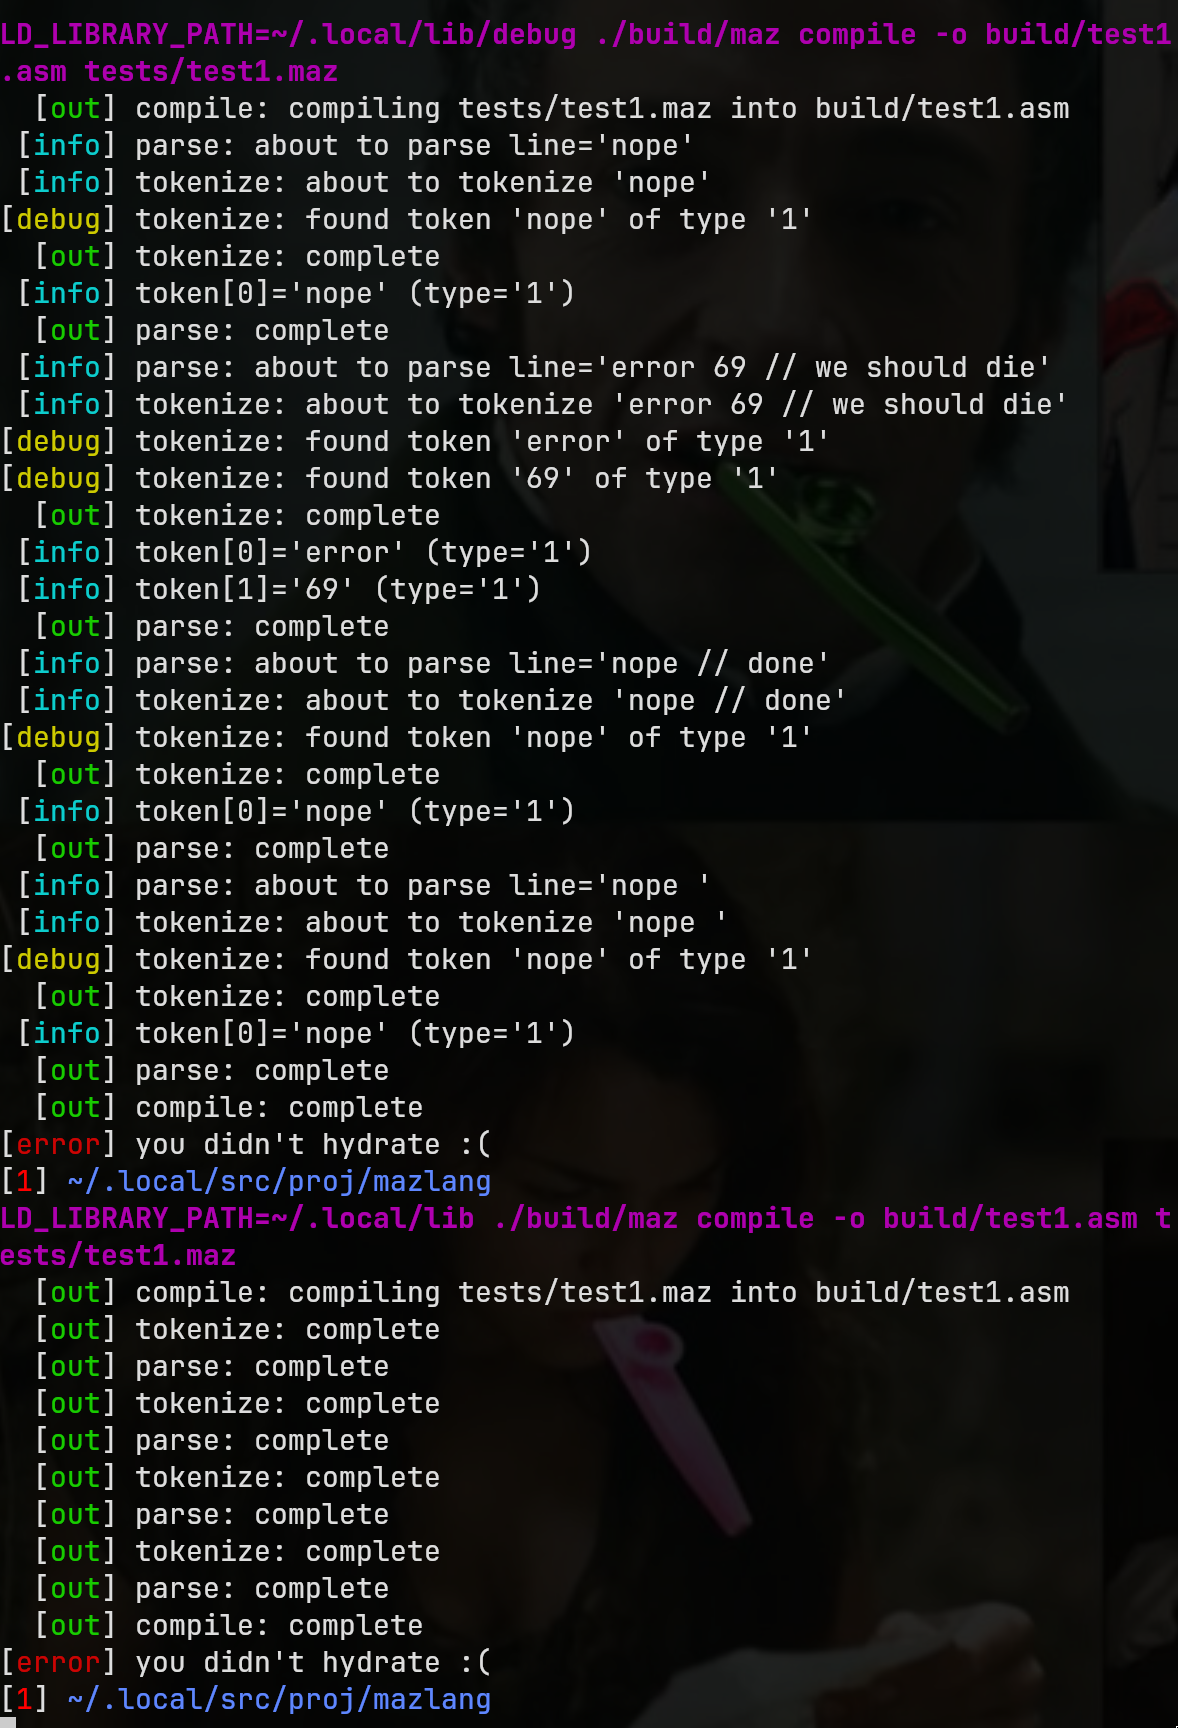 LD_LIBRARY_PATH=~/.local/lib/debug ./build/maz compile -o build/test1
.asm tests/test1.maz
[out] compile: compiling tests/test1.maz into build/test1.asm
[info] parse: about to parse line='nope'
[info] tokenize: about to tokenize 'nope'
[debug] tokenize: found token 'nope' of type '1'
[out] tokenize: complete
[info] token[0]='nope' (type='1')
[out] parse: complete
[info] parse: about to parse line='error 69 // we should die'
[info] tokenize: about to tokenize 'error 69 // we should die'
[debug] tokenize: found token 'error' of type '1'
[debug] tokenize: found token '69' of type '1'
[out] tokenize: complete
[info] token[0]='error' (type='1')
[info] token[1]='69' (type='1')
[out] parse: complete
[info] parse: about to parse line='nope // done'
[info] tokenize: about to tokenize 'nope // done'
[debug] tokenize: found token 'nope' of type '1'
[out] tokenize: complete
[info] token[0]='nope' (type='1')
[out] parse: complete
[info] parse: about to parse line='nope '
[info] tokenize: about to tokenize 'nope '
[debug] tokenize: found token 'nope' of type '1'
[out] tokenize: complete
[info] token[0]='nope' (type='1')
[out] parse: complete
[out] compile: complete
[error] you didn't hydrate :(
[1] ~/.local/src/proj/mazlang
LD_LIBRARY_PATH=~/.local/lib ./build/maz compile -o build/test1.asm t
ests/test1.maz
[out] compile: compiling tests/test1.maz into build/test1.asm
[out] tokenize: complete
[out] parse: complete
[out] tokenize: complete
[out] parse: complete
[out] tokenize: complete
[out] parse: complete
[out] tokenize: complete
[out] parse: complete
[out] compile: complete
[error] you didn't hydrate :(
[1] ~/.local/src/proj/mazlang